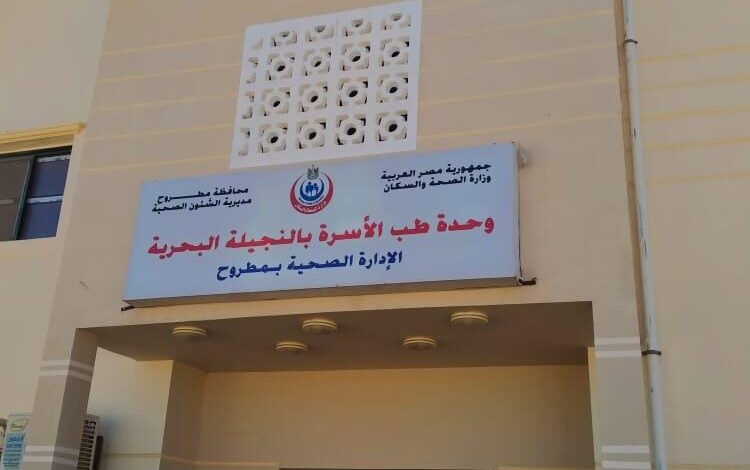 جمهورية مصر العربية
وزارة الصحة والسكان
محافظة مطروح
مديرية الشئون الصحية
وحدة طب الأسرة بالنجيلة البحرية
الإدارة الصحية بمطروح